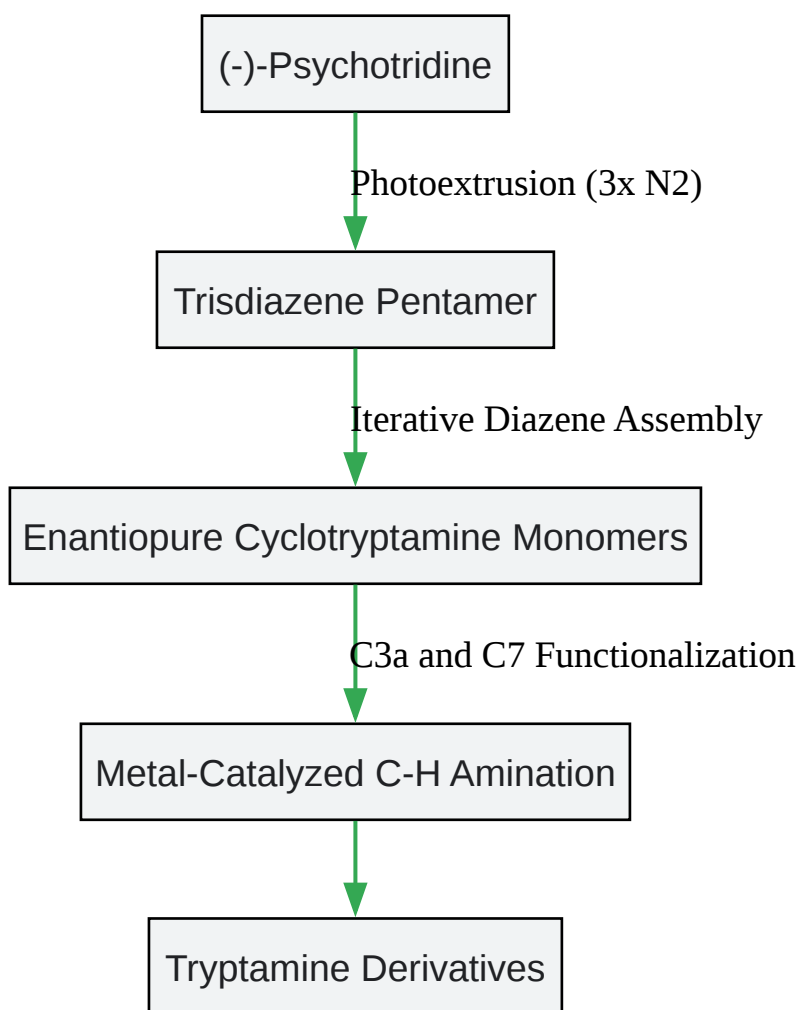 (-)-Psychotridine
Photoextrusion (3x N2)
Trisdiazene Pentamer
Iterative Diazene Assembly
Enantiopure Cyclotryptamine Monomers
C3a and C7 Functionalization
Metal-Catalyzed C-H Amination
Tryptamine Derivatives